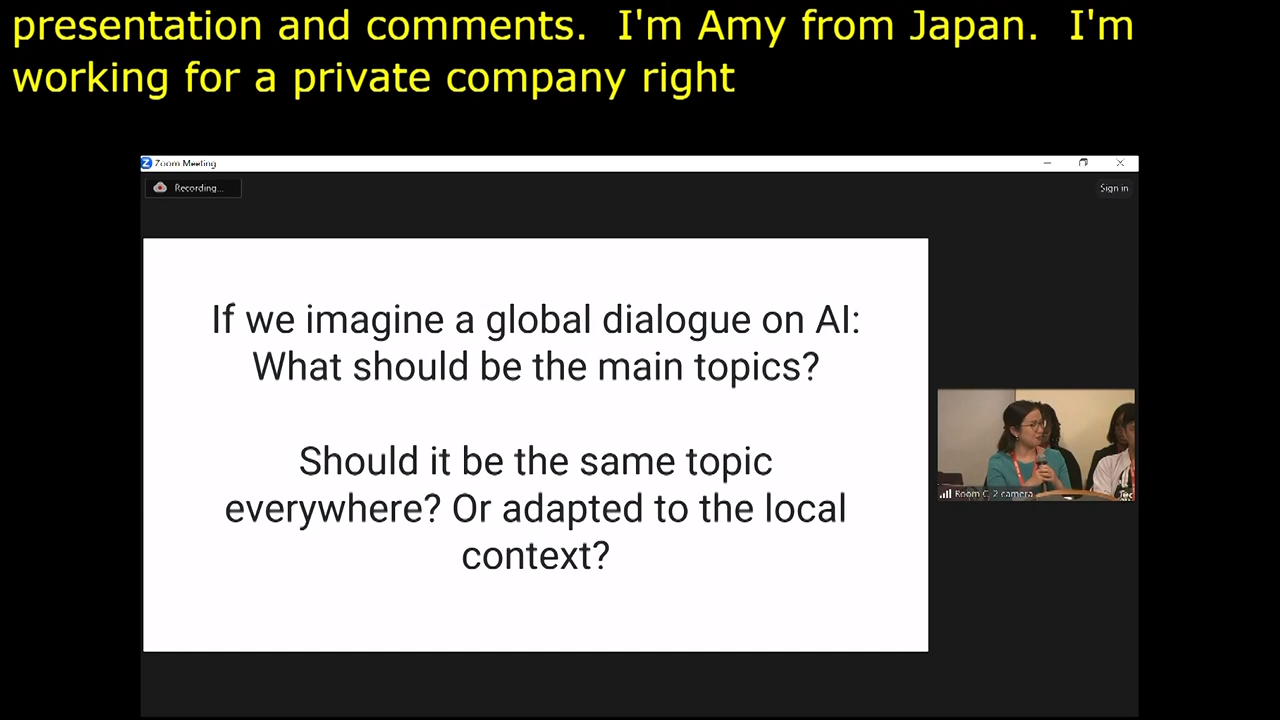 presentation and comments.  I'm Amy from Japan.  I'm
working for a private company right
Zoom Meeting
Recording...
Sign in
If we imagine a global dialogue on AI:
What should be the main topics?
Should it be the same topic
everywhere? Or adapted to the local
context?
Room C, 2 camera
Tec